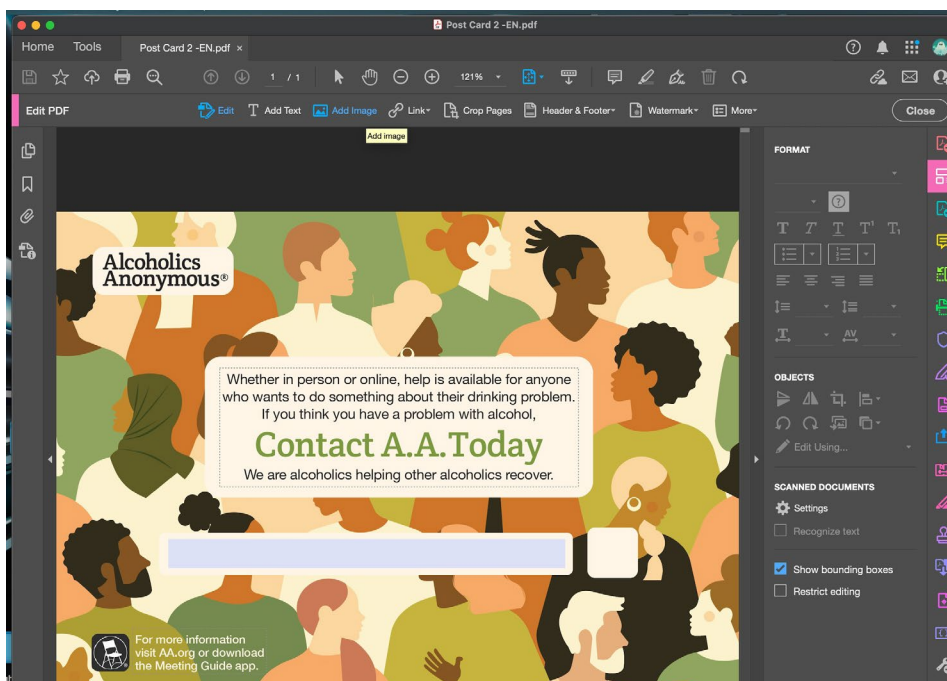 Post Card 2 -EN.pdf
Home Tools Post Card 2 -EN.pdf ×
1 / 1 121%
Edit PDF Edit Add Text Add Image Link Crop Pages Header & Footer Watermark More Close
Add image
FORMAT
Alcoholics
Anonymous®
Whether in person or online, help is available for anyone
who wants to do something about their drinking problem.
If you think you have a problem with alcohol,
Contact A.A.Today
We are alcoholics helping other alcoholics recover.
For more information
visit AA.org or download
the Meeting Guide app.
T T T T¹ T₁
T AV
OBJECTS
Edit Using...
SCANNED DOCUMENTS
Settings
Recognize text
Show bounding boxes
Restrict editing